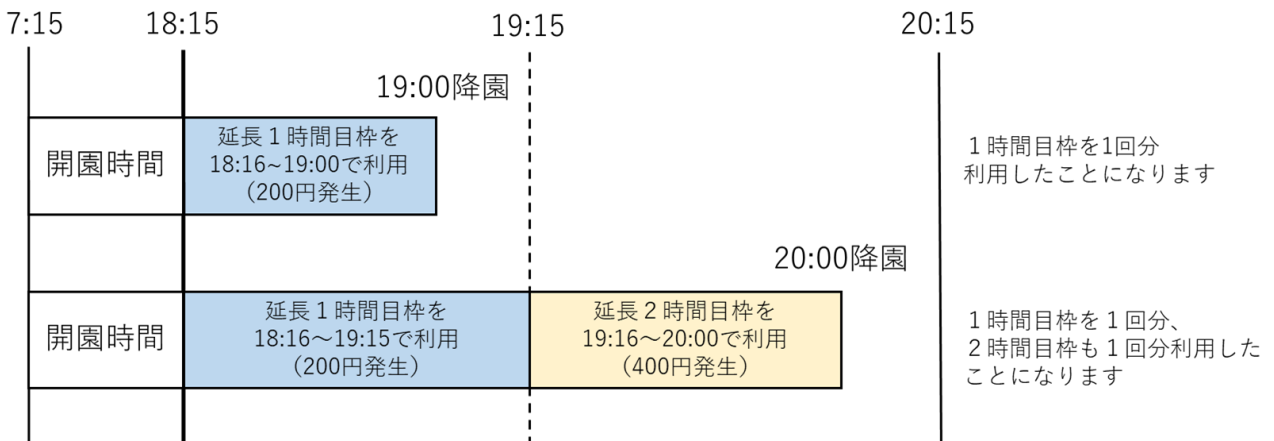 7:15
18:15
19:15
20:15
19:00降園
開園時間
延長１時間目枠を
18:16~19:00で利用
（200円発生）
１時間目枠を1回分
利用したことになります
20:00降園
開園時間
延長１時間目枠を
18:16〜19:15で利用
（200円発生）
延長２時間目枠を
19:16〜20:00で利用
（400円発生）
１時間目枠を１回分、
２時間目枠も１回分利用した
ことになります